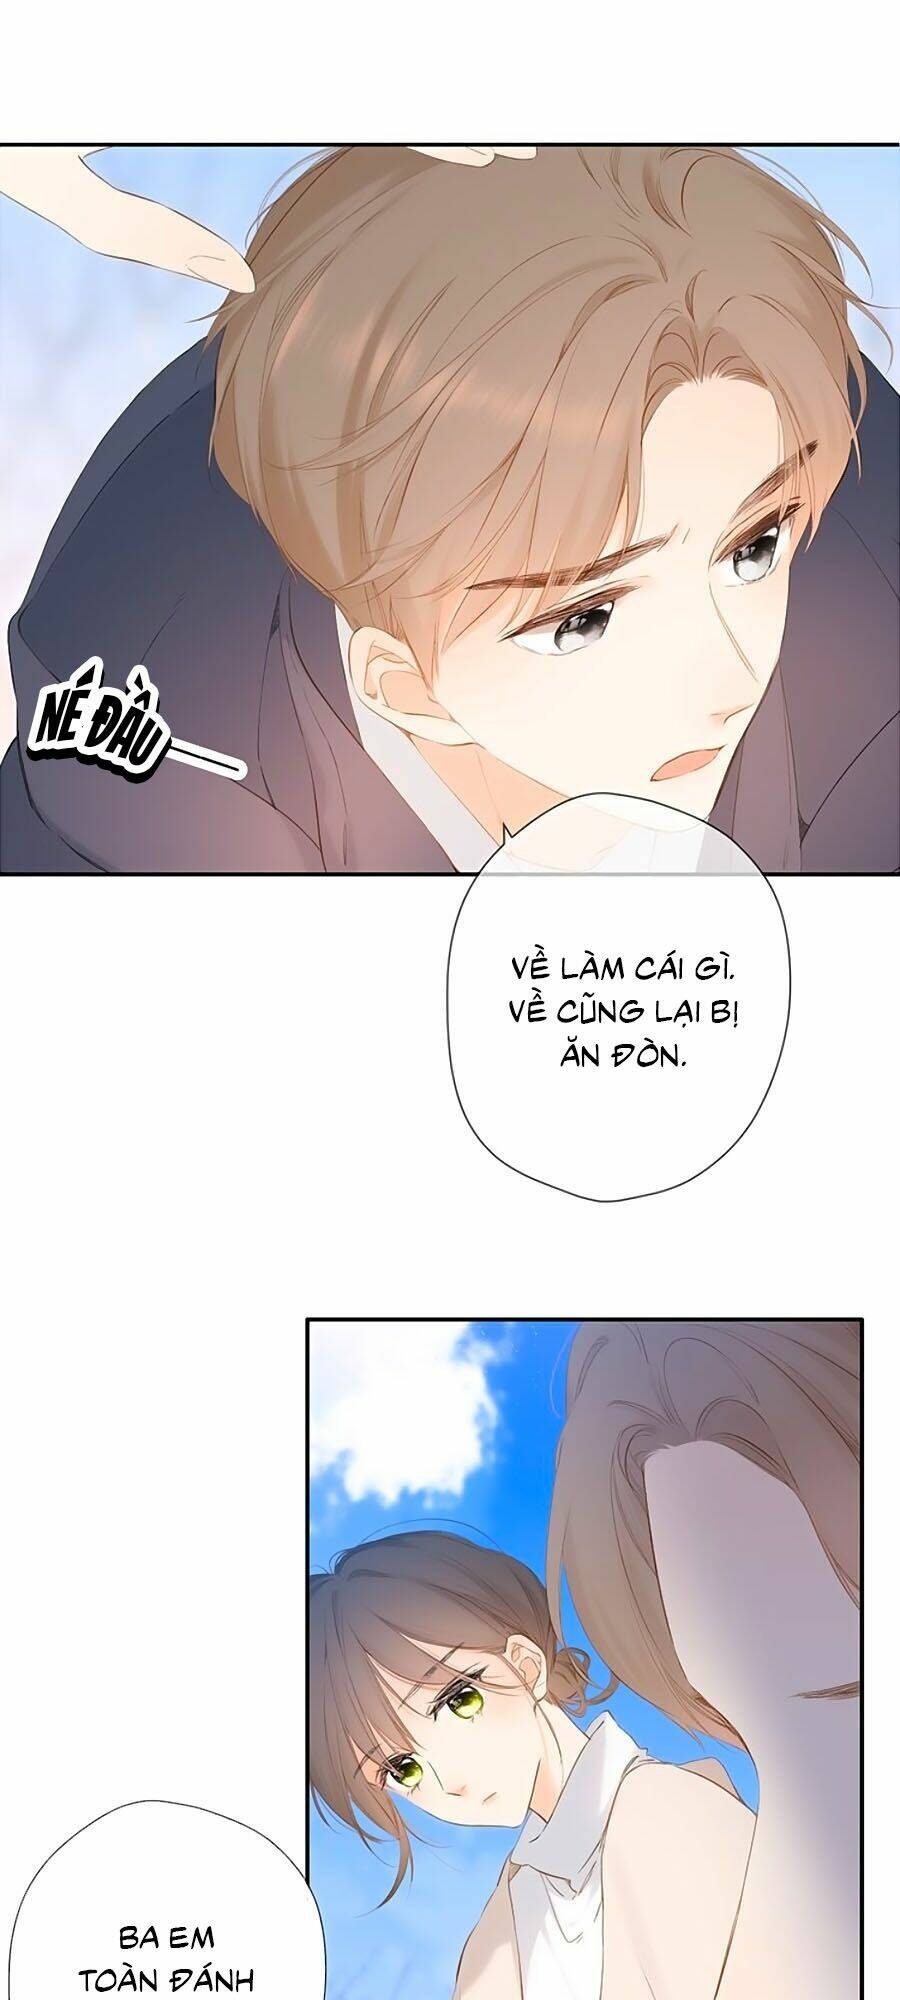 NÉ ĐẦU
VỀ LÀM CÁI GÌ.
VỀ CŨNG LẠI BỊ
ĂN ĐÒN.
BA EM
TOÀN ĐÁNH